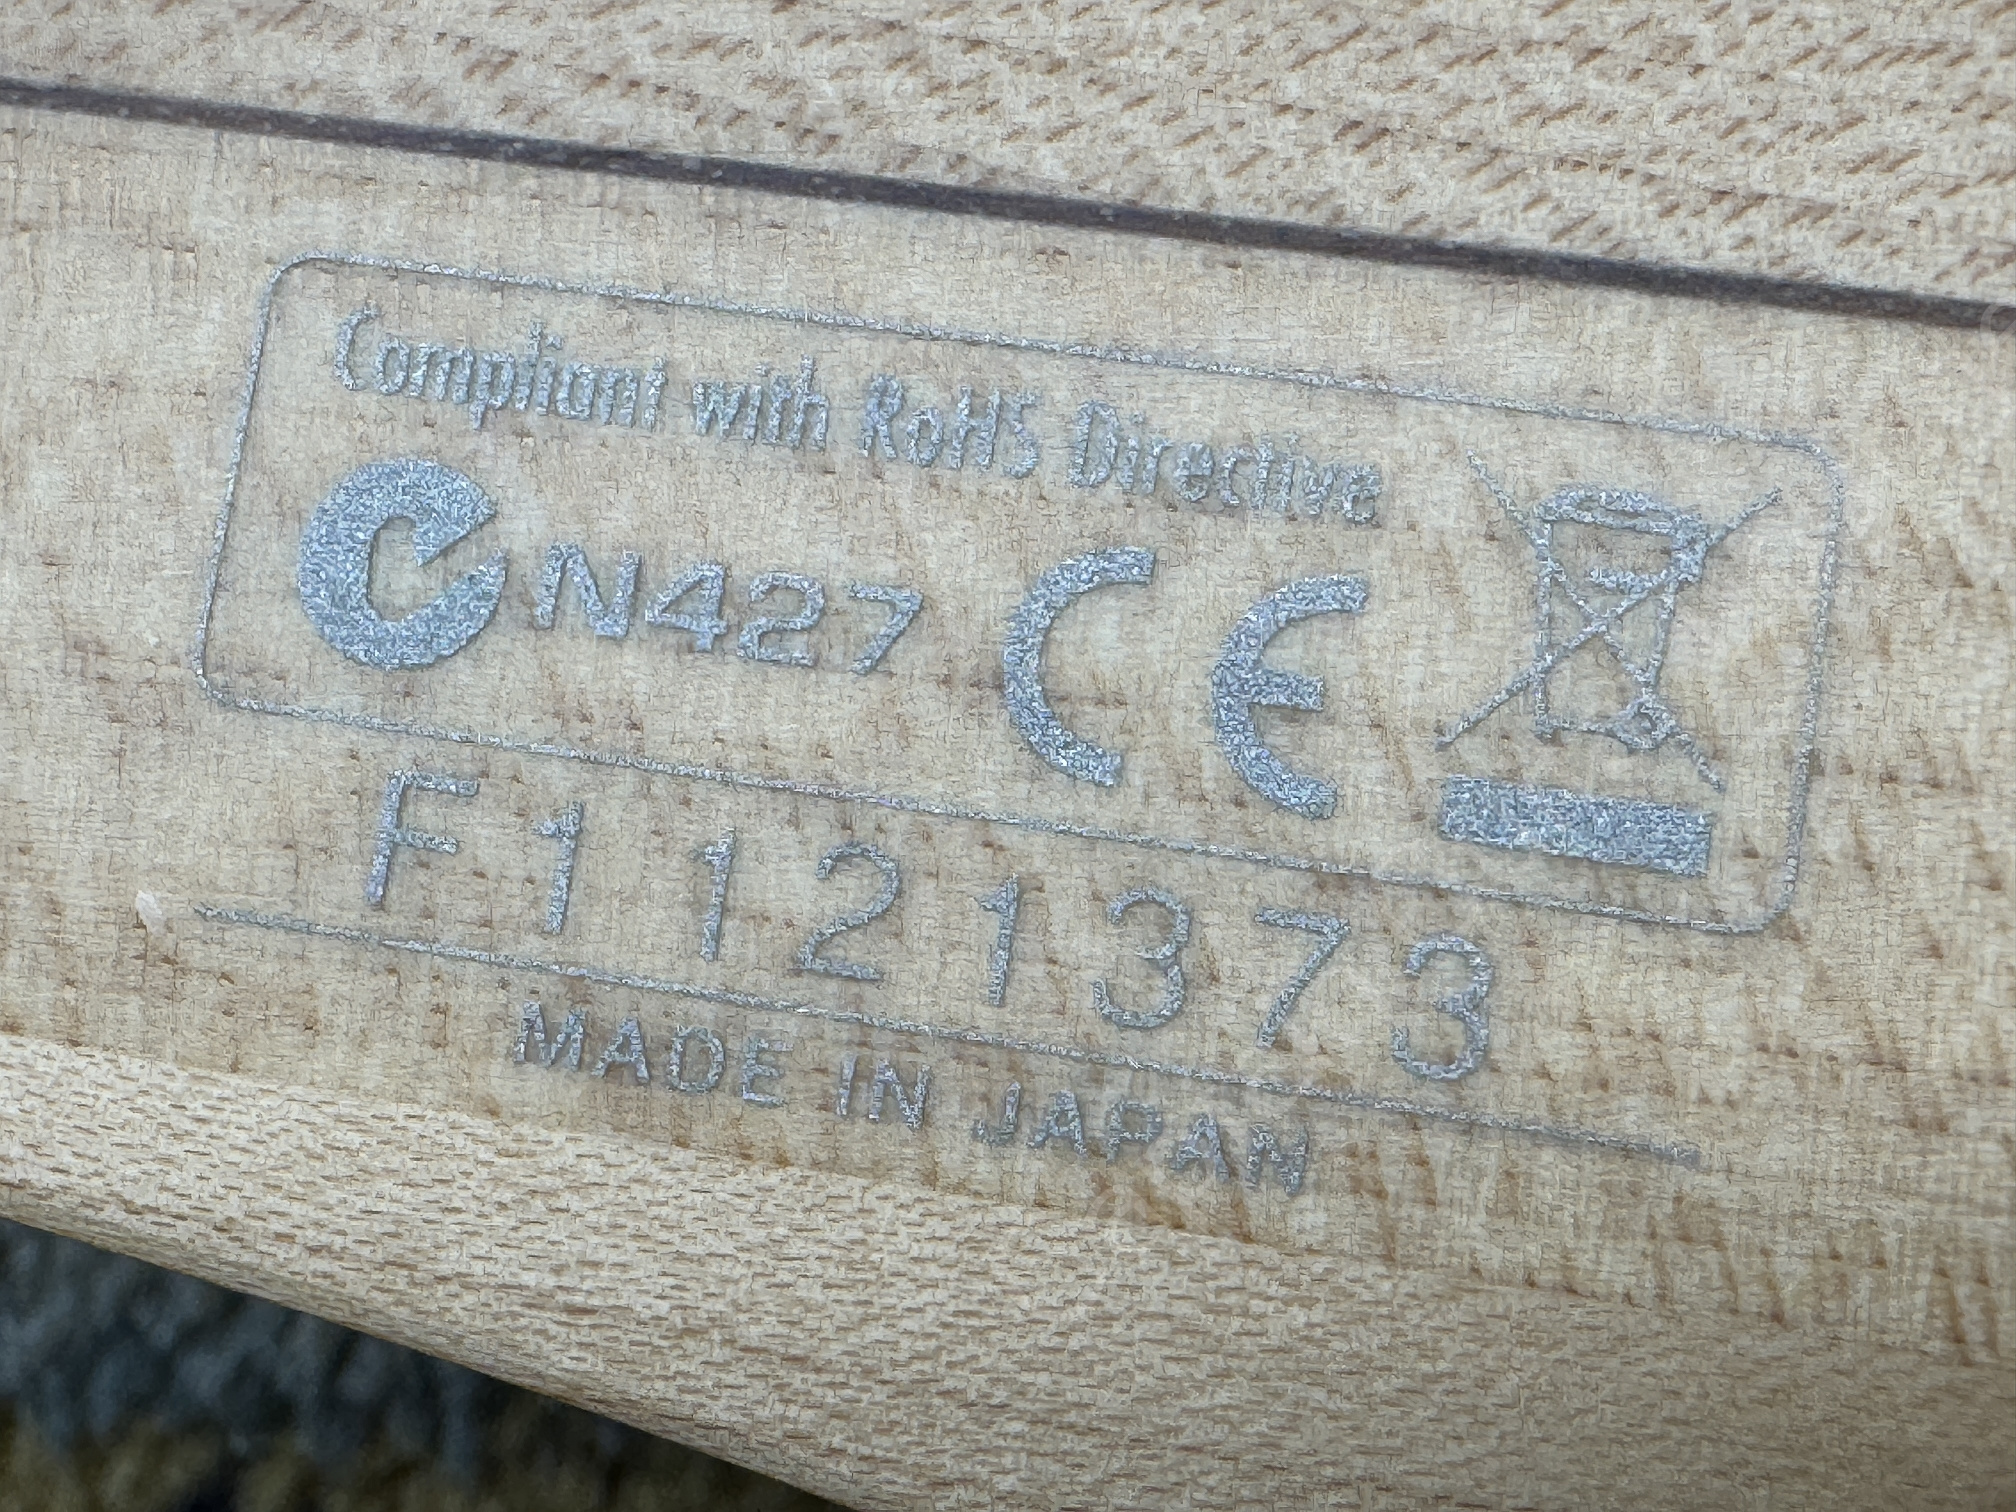 Compliant with RoHS Directive
N427 CE
F1121373
MADE IN JAPAN